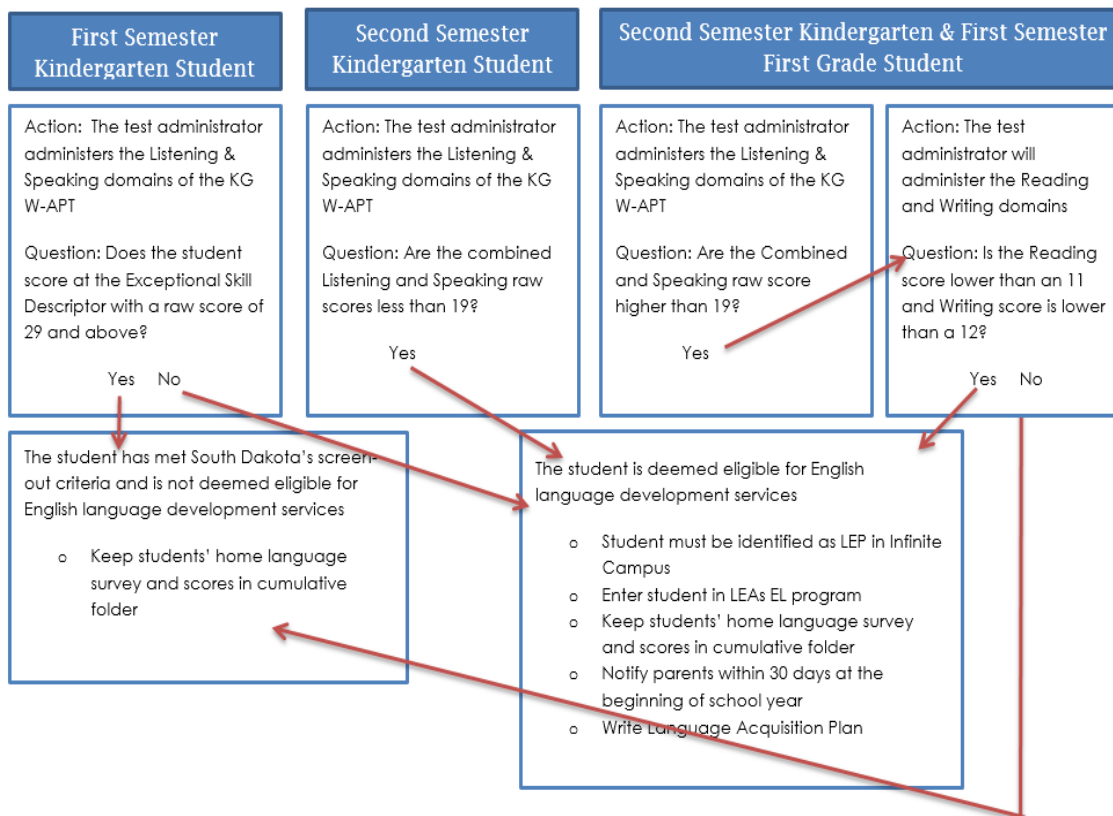 First Semester
Kindergarten Student
Second Semester
Kindergarten Student
Second Semester Kindergarten & First Semester
First Grade Student
Action: The test administrator
administers the Listening &
Speaking domains of the KG
W-APT
Question: Does the student
score at the Exceptional Skill
Descriptor with a raw score of
29 and above?
Yes No
Action: The test administrator
administers the Listening &
Speaking domains of the KG
W-APT
Question: Are the combined
Listening and Speaking raw
scores less than 19?
Yes
Action: The test administrator
administers the Listening &
Speaking domains of the KG
W-APT
Question: Are the Combined
and Speaking raw score
higher than 19?
Yes
Action: The test
administrator will
administer the Reading
and Writing domains
Question: Is the Reading
score lower than an 11
and Writing score is lower
than a 12?
Yes No
The student has met South Dakota's screen-
out criteria and is not deemed eligible for
English language development services
o Keep students' home language
survey and scores in cumulative
folder
The student is deemed eligible for English
language development services
o Student must be identified as LEP in Infinite
Campus
o Enter student in LEAs EL program
o Keep students' home language survey
and scores in cumulative folder
o Notify parents within 30 days at the
beginning of school year
o Write Language Acquisition Plan